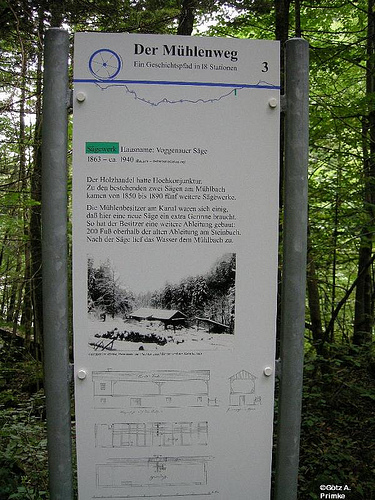 Der Mühlenweg
Ein Geschichtspfad in 18 Stationen
3
Sägewerk Hausname: Voggenauer Säge
1863 – ca. 1940
Der Holzhandel hatte Hochkonjunktur.
Zu den bestehenden zwei Sägen am Mühlbach
kamen von 1850 bis 1890 fünf weitere Sägewerke.
Die Mühlenbesitzer am Kanal waren sich einig,
daß hier eine neue Säge ein extra Gerinne braucht.
So hat der Besitzer eine weitere Ableitung gebaut:
200 Fuß oberhalb der alten Ableitung am Steinbach.
Nach der Säge lief das Wasser dem Mühlbach zu.
©Götz A.
Primke